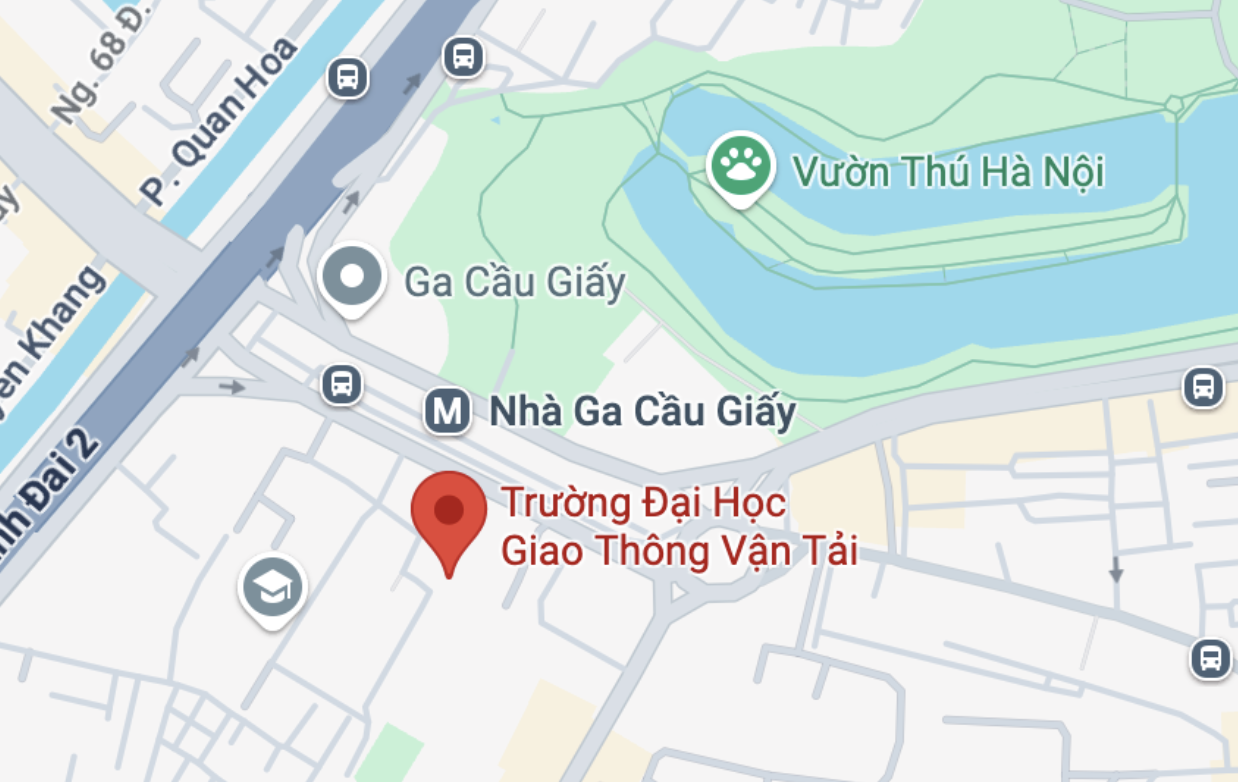 Ng. 68 Đ.
P. Quan Hoa
Vườn Thú Hà Nội
Ga Cầu Giấy
Khang
M
Nhà Ga Cầu Giấy
Đai 2
Trường Đại Học
Giao Thông Vận Tải